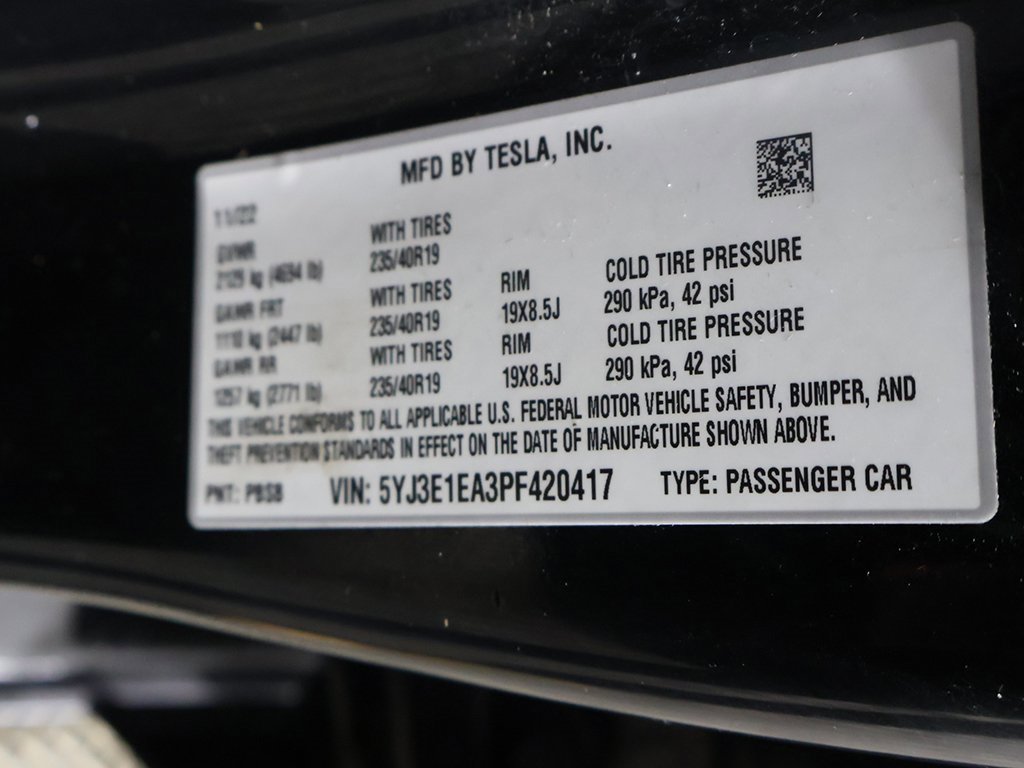 MFD BY TESLA, INC.
11/22
GVWR
2129 kg (4694 lb)
WITH TIRES
235/40R19
GAWR FRT
1110 kg (2447 lb)
WITH TIRES
235/40R19
RIM
19X8.5J
COLD TIRE PRESSURE
290 kPa, 42 psi
GAWR RR
1257 kg (2771 lb)
WITH TIRES
235/40R19
RIM
19X8.5J
COLD TIRE PRESSURE
290 kPa, 42 psi
THIS VEHICLE CONFORMS TO ALL APPLICABLE U.S. FEDERAL MOTOR VEHICLE SAFETY, BUMPER, AND
THEFT PREVENTION STANDARDS IN EFFECT ON THE DATE OF MANUFACTURE SHOWN ABOVE.
PNT: PBSB VIN: 5YJ3E1EA3PF420417 TYPE: PASSENGER CAR